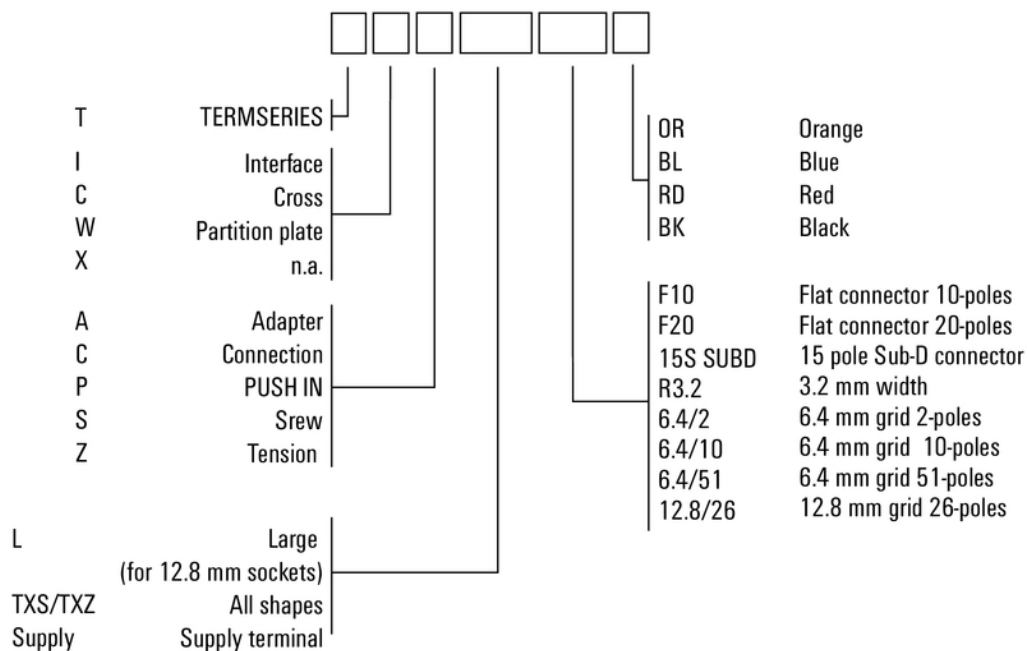 T TERMSERIES
I Interface
C Cross
W Partition plate
X n.a.
A Adapter
C Connection
P PUSH IN
S Srew
Z Tension
L Large
(for 12.8 mm sockets)
TXS/TXZ All shapes
Supply Supply terminal
OR Orange
BL Blue
RD Red
BK Black
F10 Flat connector 10-poles
F20 Flat connector 20-poles
15S SUBD 15 pole Sub-D connector
R3.2 3.2 mm width
6.4/2 6.4 mm grid 2-poles
6.4/10 6.4 mm grid 10-poles
6.4/51 6.4 mm grid 51-poles
12.8/26 12.8 mm grid 26-poles